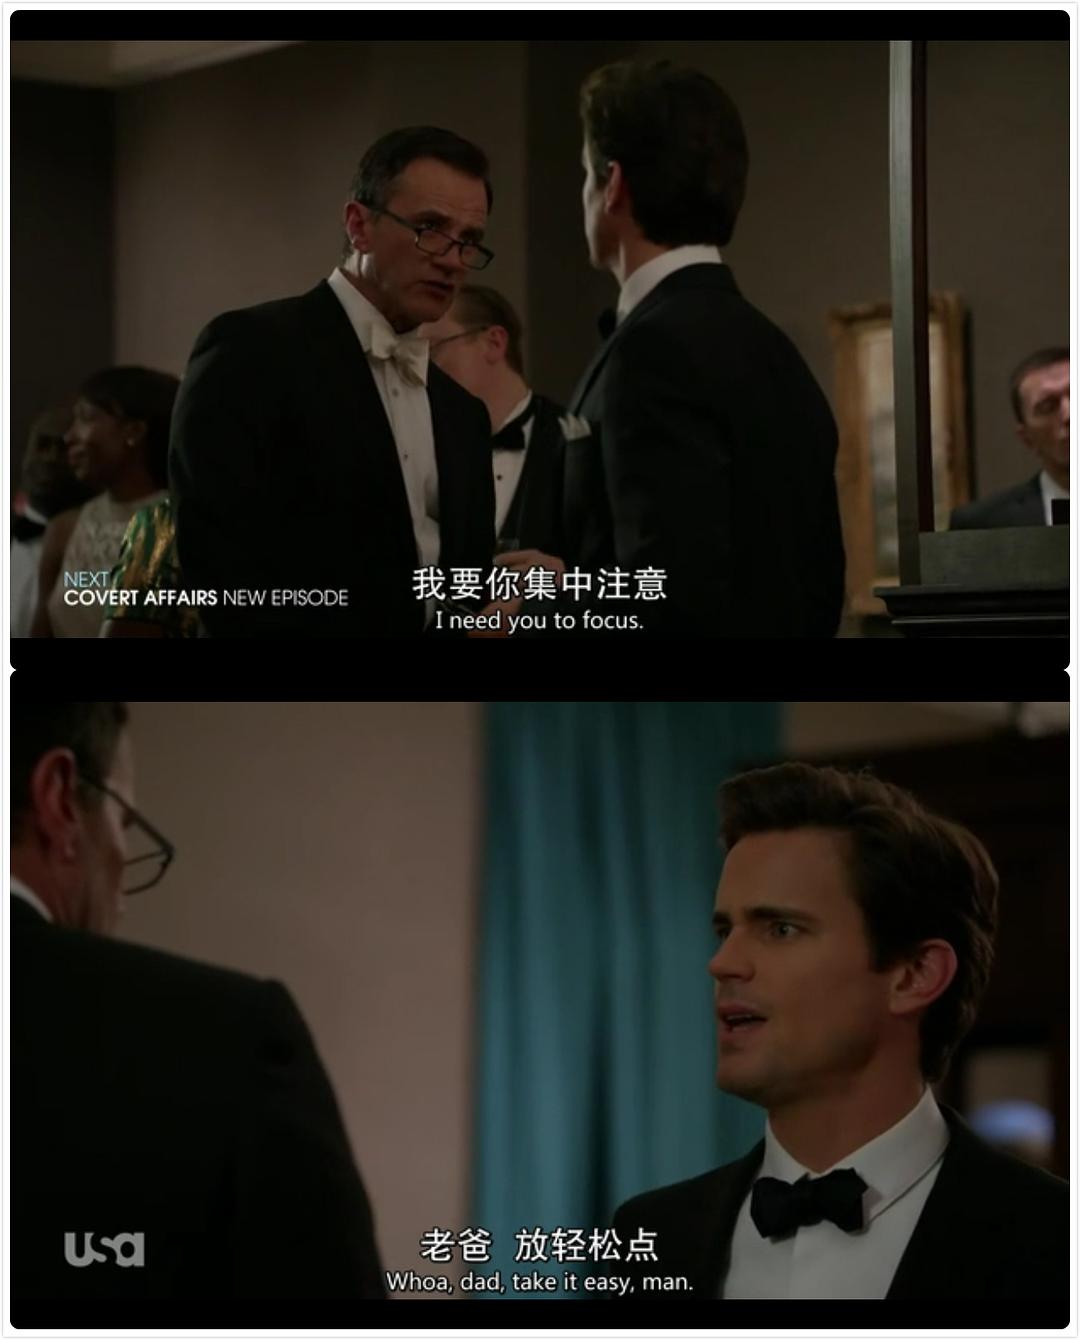 NEXT
COVERT AFFAIRS NEW EPISODE
我要你集中注意
I need you to focus.
老爸 放轻松点
Whoa, dad, take it easy, man.
usa